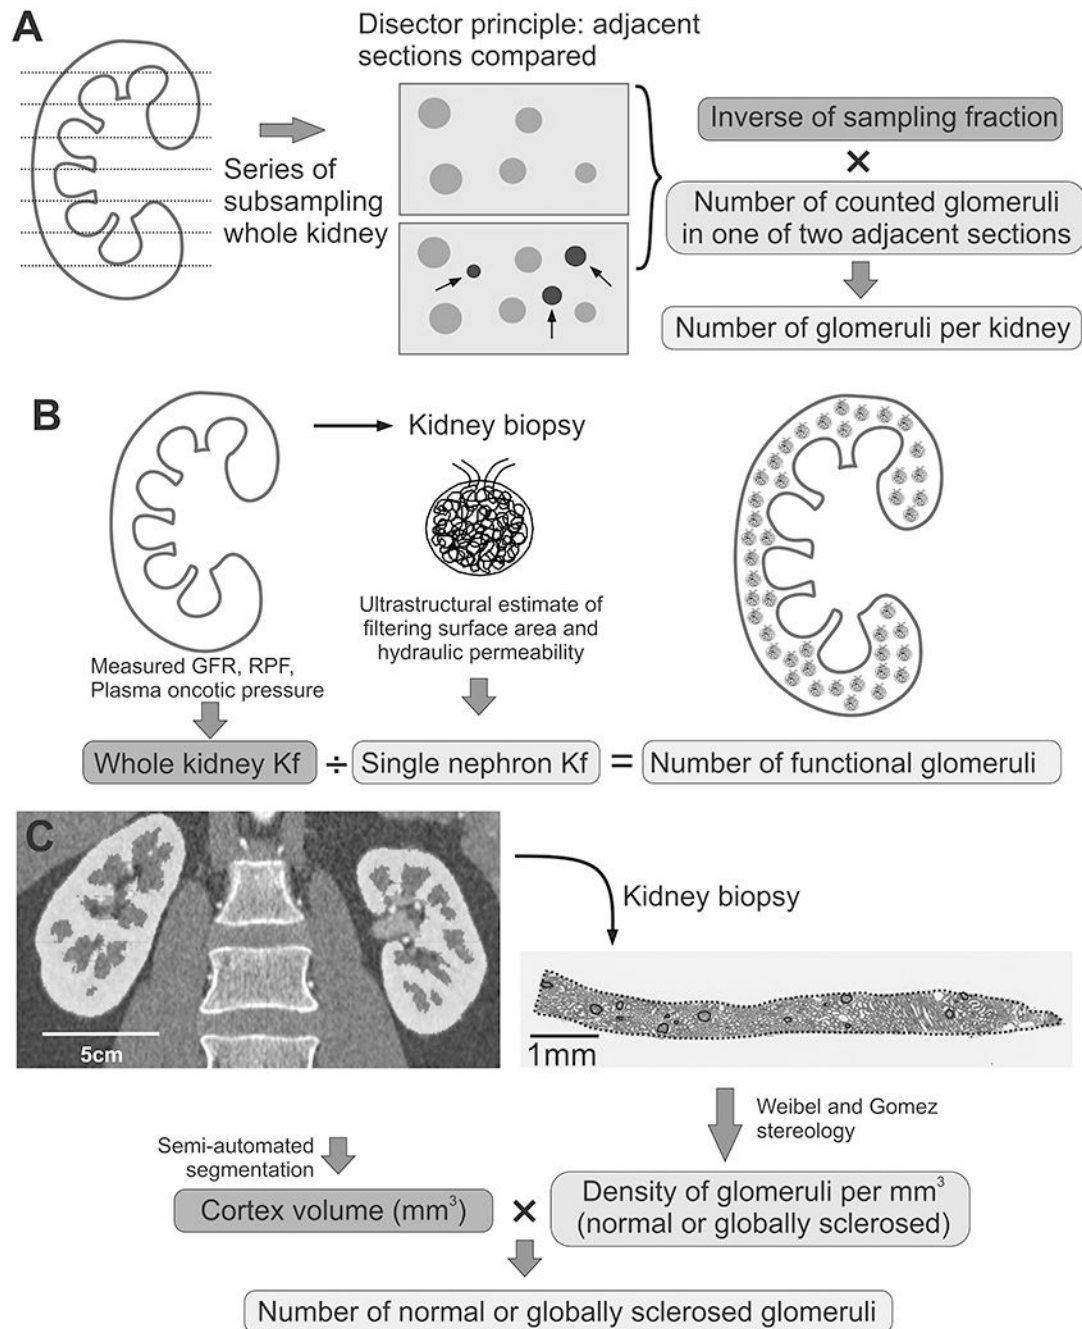 A
Disector principle: adjacent
sections compared
Series of
subsampling
whole kidney
Inverse of sampling fraction
×
Number of counted glomeruli
in one of two adjacent sections
Number of glomeruli per kidney
B
Kidney biopsy
Ultrastructural estimate of
filtering surface area and
hydraulic permeability
Measured GFR, RPF,
Plasma oncotic pressure
Whole kidney Kf ÷ Single nephron Kf = Number of functional glomeruli
C
5cm
Kidney biopsy
1mm
Weibel and Gomez
stereology
Semi-automated
segmentation
Cortex volume (mm³) × Density of glomeruli per mm³
(normal or globally sclerosed)
Number of normal or globally sclerosed glomeruli